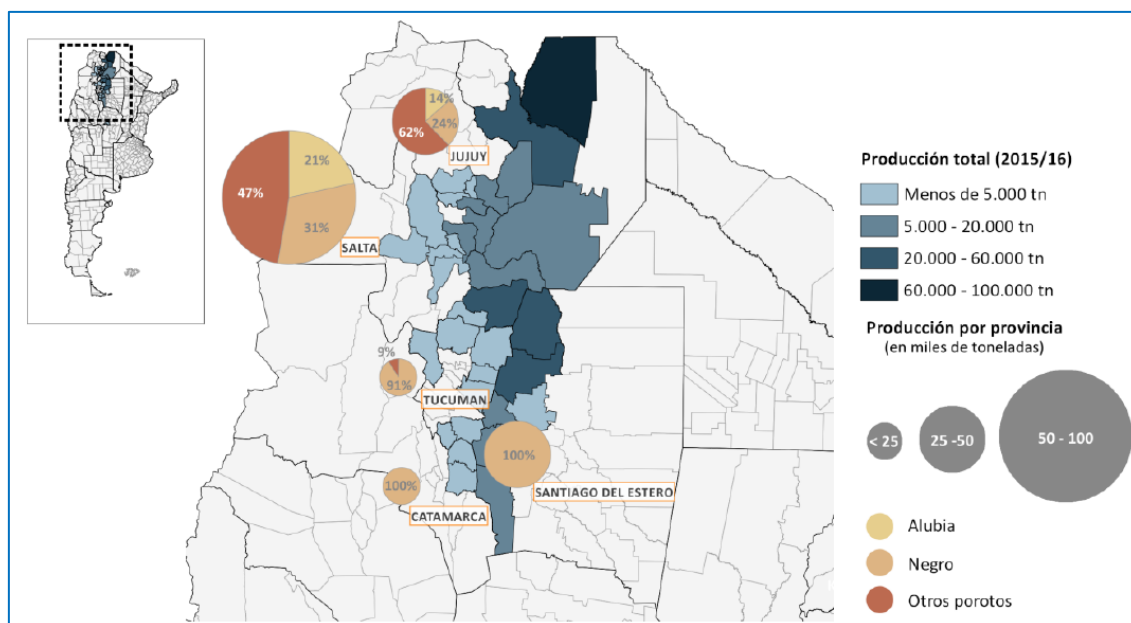 14%
24%
62%
JUJUY
21%
47%
31%
SALTA
9%
91%
TUCUMAN
100%
SANTIAGO DEL ESTERO
100%
CATAMARCA
Producción total (2015/16)
Menos de 5.000 tn
5.000 - 20.000 tn
20.000 - 60.000 tn
60.000 - 100.000 tn
Producción por provincia
(en miles de toneladas)
< 25
25 -50
50 - 100
Alubia
Negro
Otros porotos